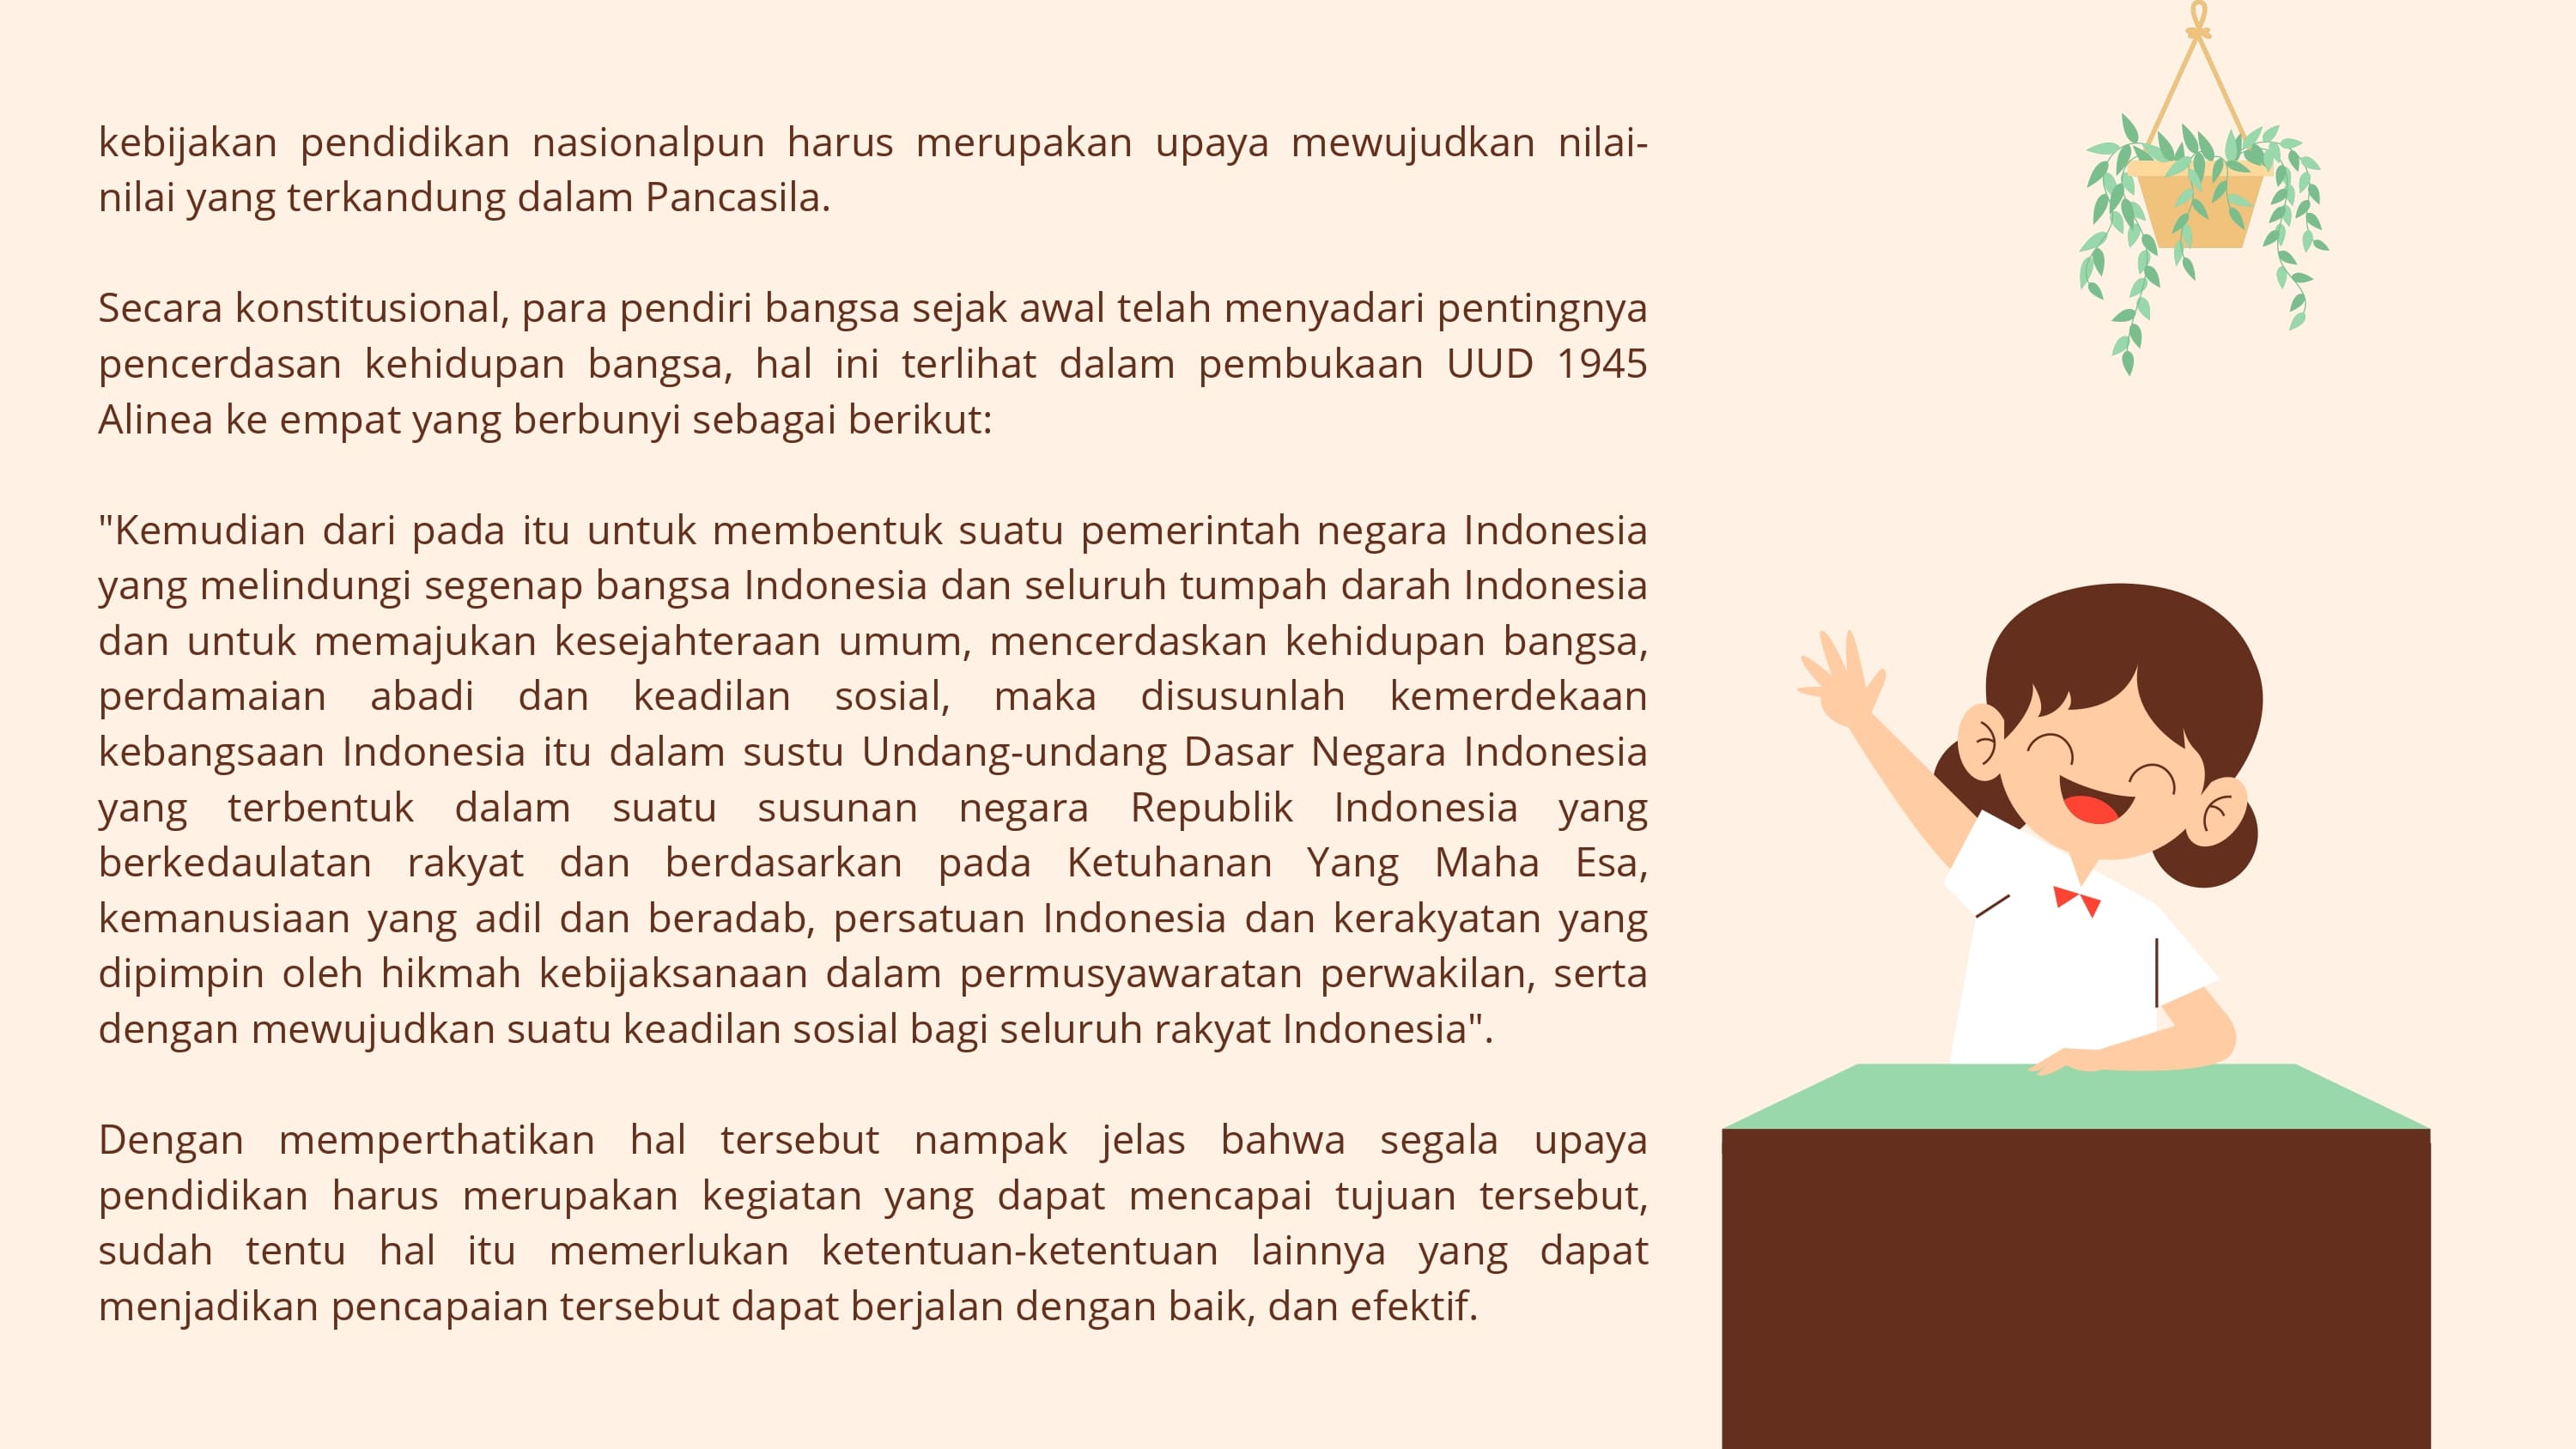 kebijakan pendidikan nasionalpun harus merupakan upaya mewujudkan nilai-
nilai yang terkandung dalam Pancasila.
Secara konstitusional, para pendiri bangsa sejak awal telah menyadari pentingnya
pencerdasan kehidupan bangsa, hal ini terlihat dalam pembukaan UUD 1945
Alinea ke empat yang berbunyi sebagai berikut:
"Kemudian dari pada itu untuk membentuk suatu pemerintah negara Indonesia
yang melindungi segenap bangsa Indonesia dan seluruh tumpah darah Indonesia
dan untuk memajukan kesejahteraan umum, mencerdaskan kehidupan bangsa,
perdamaian abadi dan keadilan sosial, maka disusunlah kemerdekaan
kebangsaan Indonesia itu dalam sustu Undang-undang Dasar Negara Indonesia
yang terbentuk dalam suatu susunan negara Republik Indonesia yang
berkedaulatan rakyat dan berdasarkan pada Ketuhanan Yang Maha Esa,
kemanusiaan yang adil dan beradab, persatuan Indonesia dan kerakyatan yang
dipimpin oleh hikmah kebijaksanaan dalam permusyawaratan perwakilan, serta
dengan mewujudkan suatu keadilan sosial bagi seluruh rakyat Indonesia".
Dengan memperthatikan hal tersebut nampak jelas bahwa segala upaya
pendidikan harus merupakan kegiatan yang dapat mencapai tujuan tersebut,
sudah tentu hal itu memerlukan ketentuan-ketentuan lainnya yang dapat
menjadikan pencapaian tersebut dapat berjalan dengan baik, dan efektif.